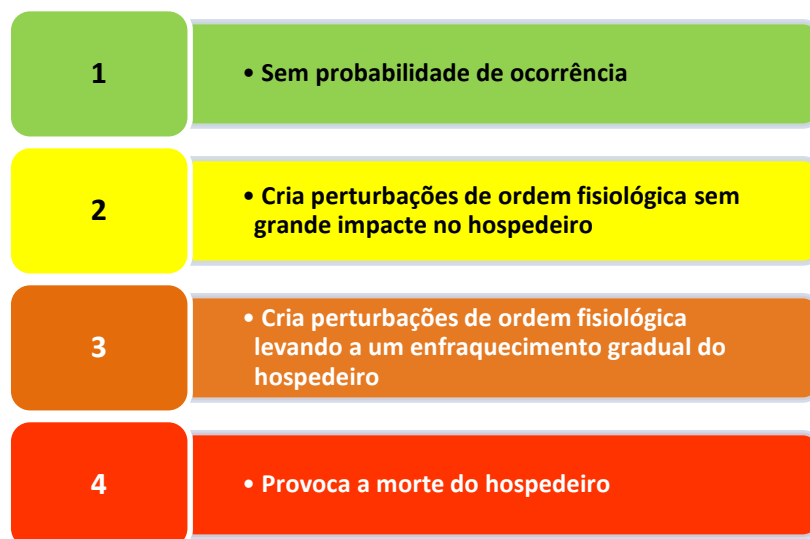 1
• Sem probabilidade de ocorrência
2
• Cria perturbações de ordem fisiológica sem
grande impacte no hospedeiro
3
• Cria perturbações de ordem fisiológica
levando a um enfraquecimento gradual do
hospedeiro
4
• Provoca a morte do hospedeiro